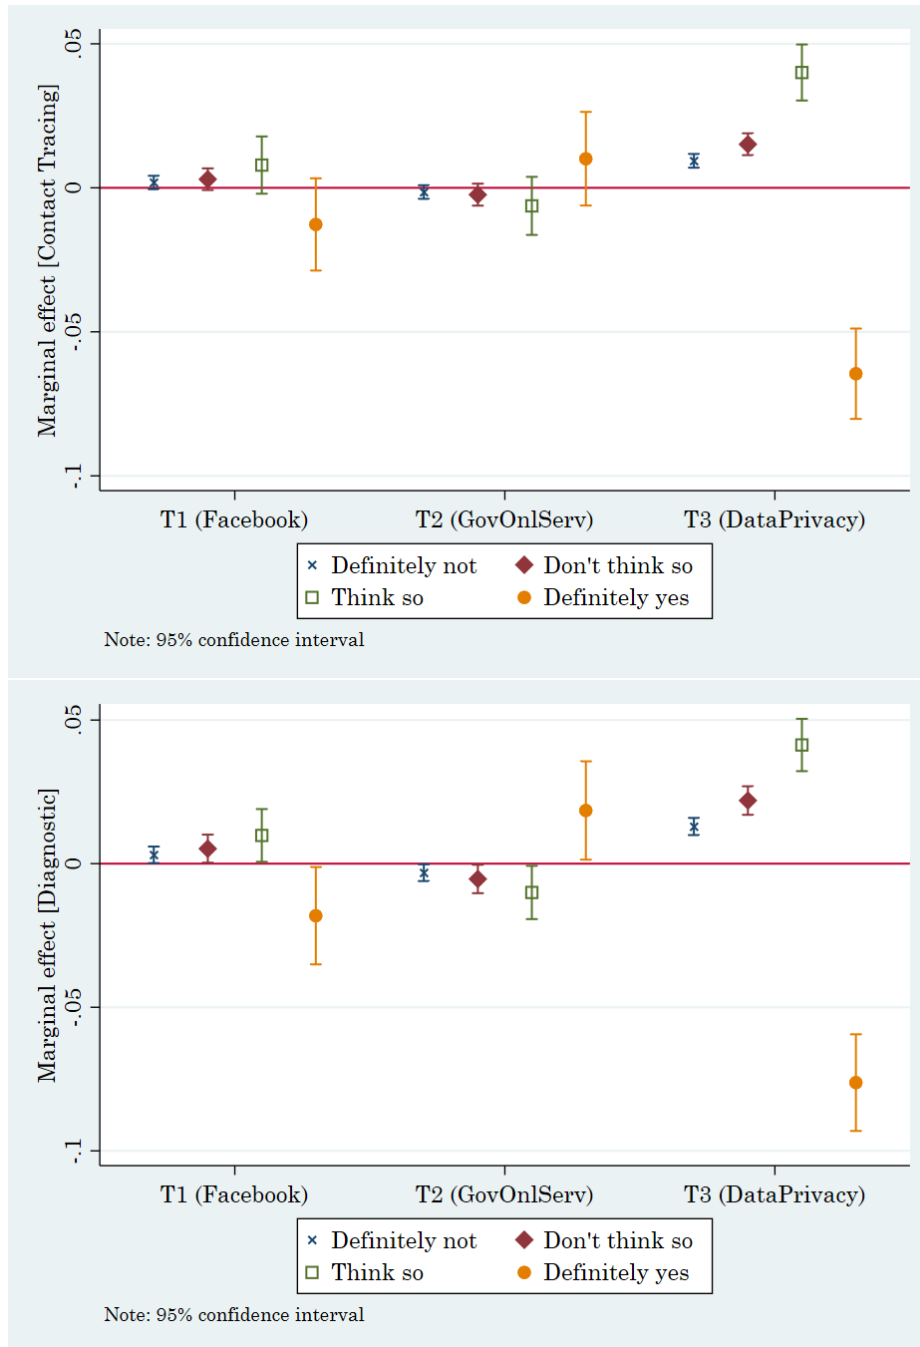 Marginal effect [Contact Tracing]
.05
0
-.05
-.1
T1 (Facebook) T2 (GovOnlServ) T3 (DataPrivacy)
Definitely not Don't think so
Think so Definitely yes
Note: 95% confidence interval
Marginal effect [Diagnostic]
.05
0
-.05
-.1
T1 (Facebook) T2 (GovOnlServ) T3 (DataPrivacy)
Definitely not Don't think so
Think so Definitely yes
Note: 95% confidence interval